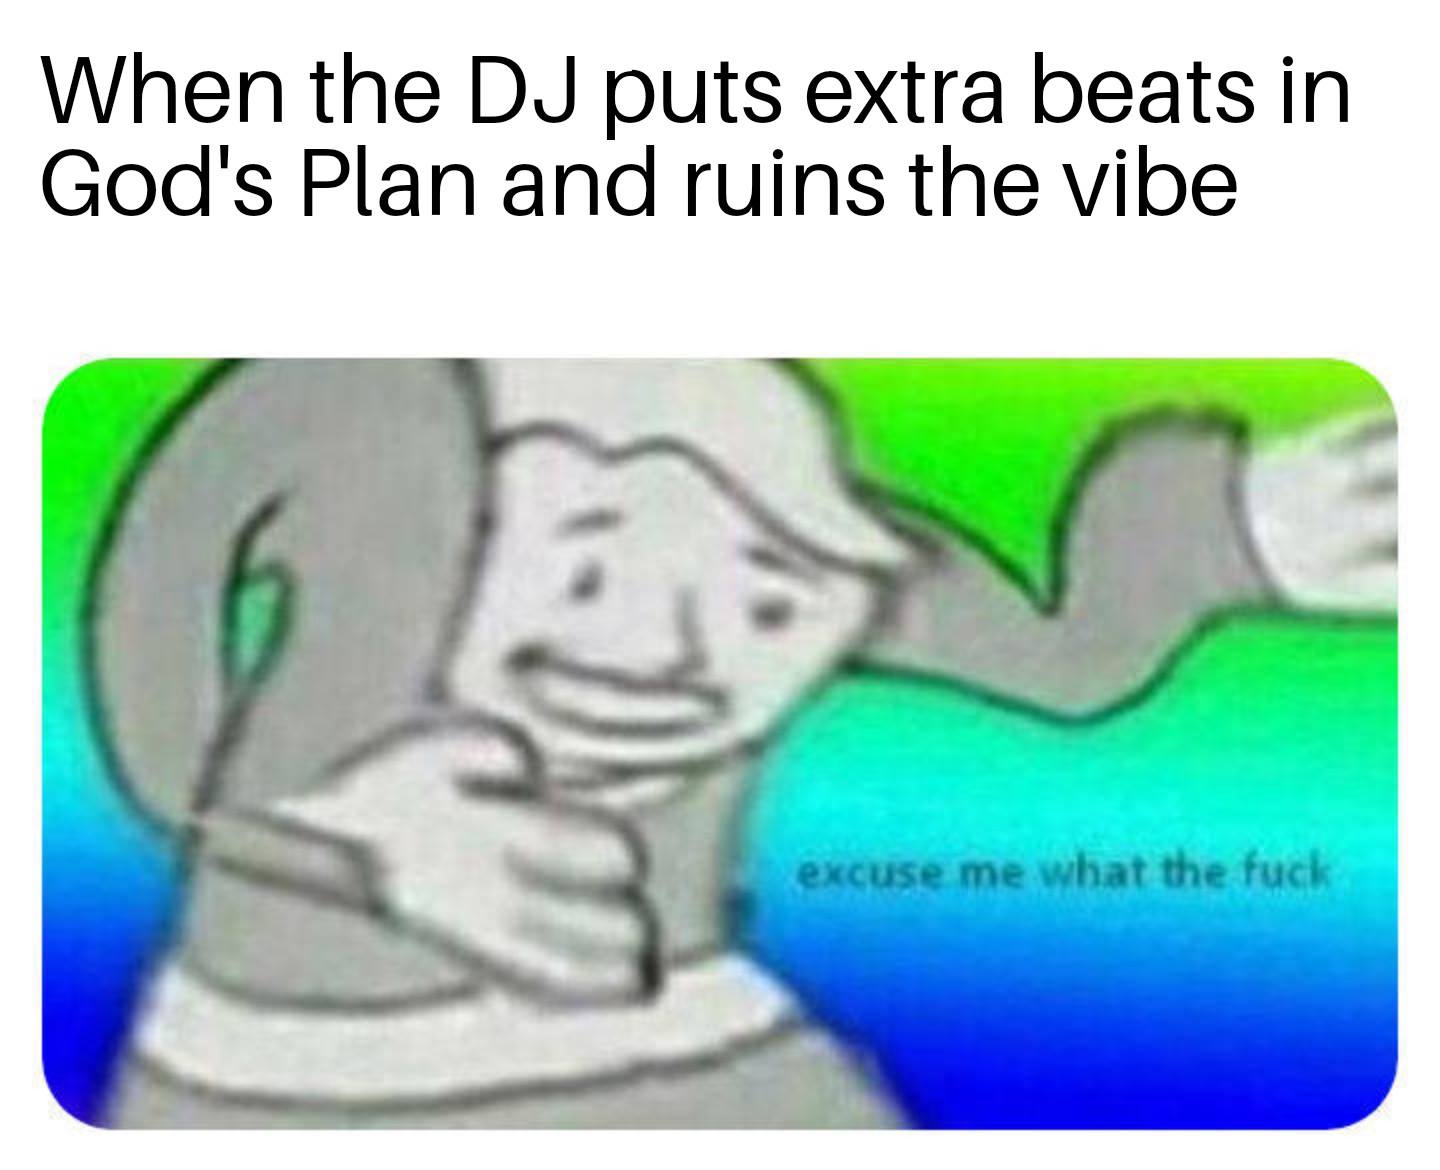 When the DJ puts extra beats in
God's Plan and ruins the vibe
excuse me what the fuck